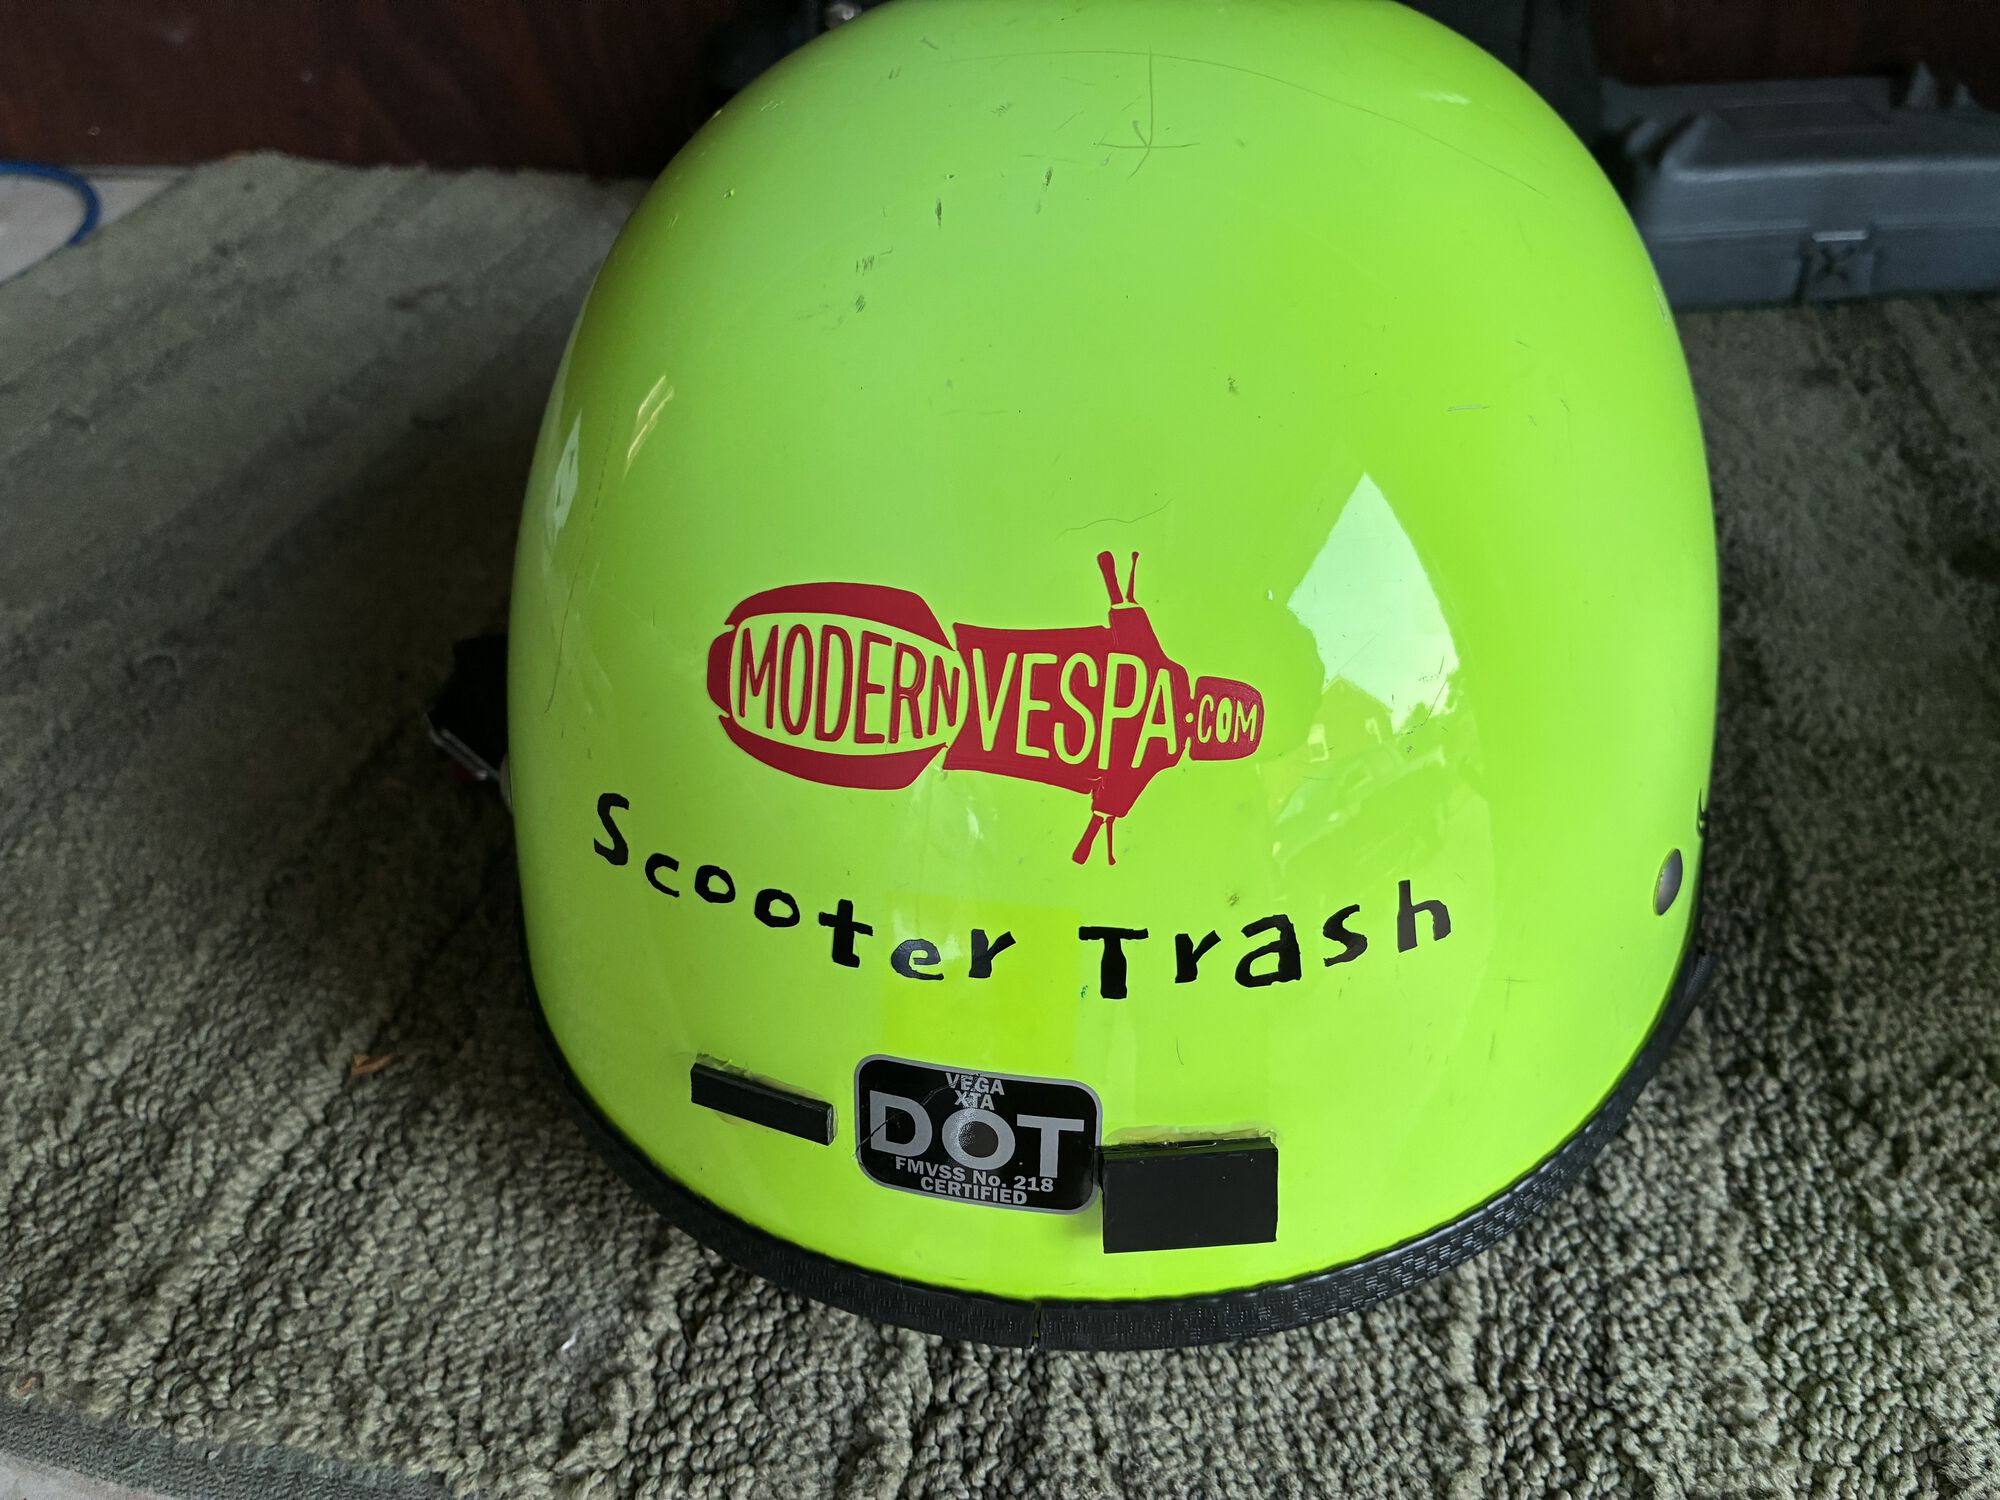 MODERNVESPA.COM
Scooter Trash
VEGA
XTA
DOT
FMVSS No. 218
CERTIFIED